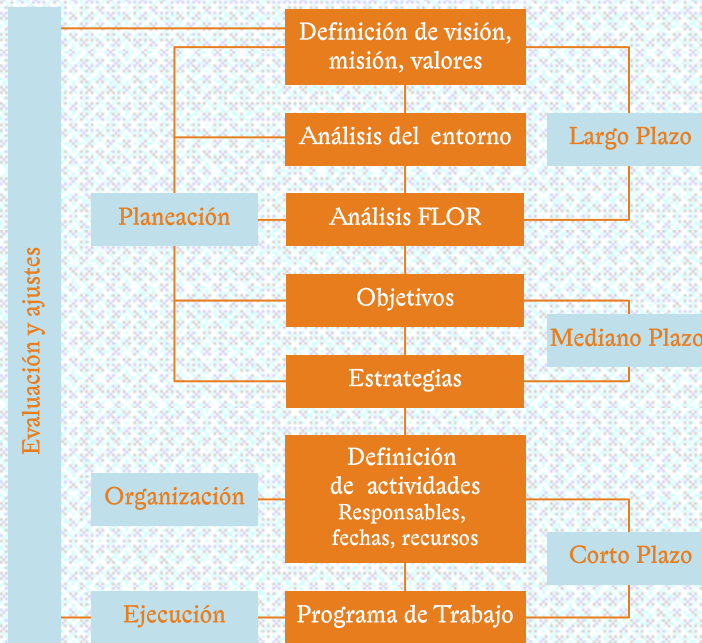 Definición de visión,
misión, valores
Análisis del entorno
Largo Plazo
Planeación
Análisis FLOR
Evaluación y ajustes
Objetivos
Mediano Plazo
Estrategias
Definición
de actividades
Responsables,
fechas, recursos
Organización
Corto Plazo
Ejecución
Programa de Trabajo